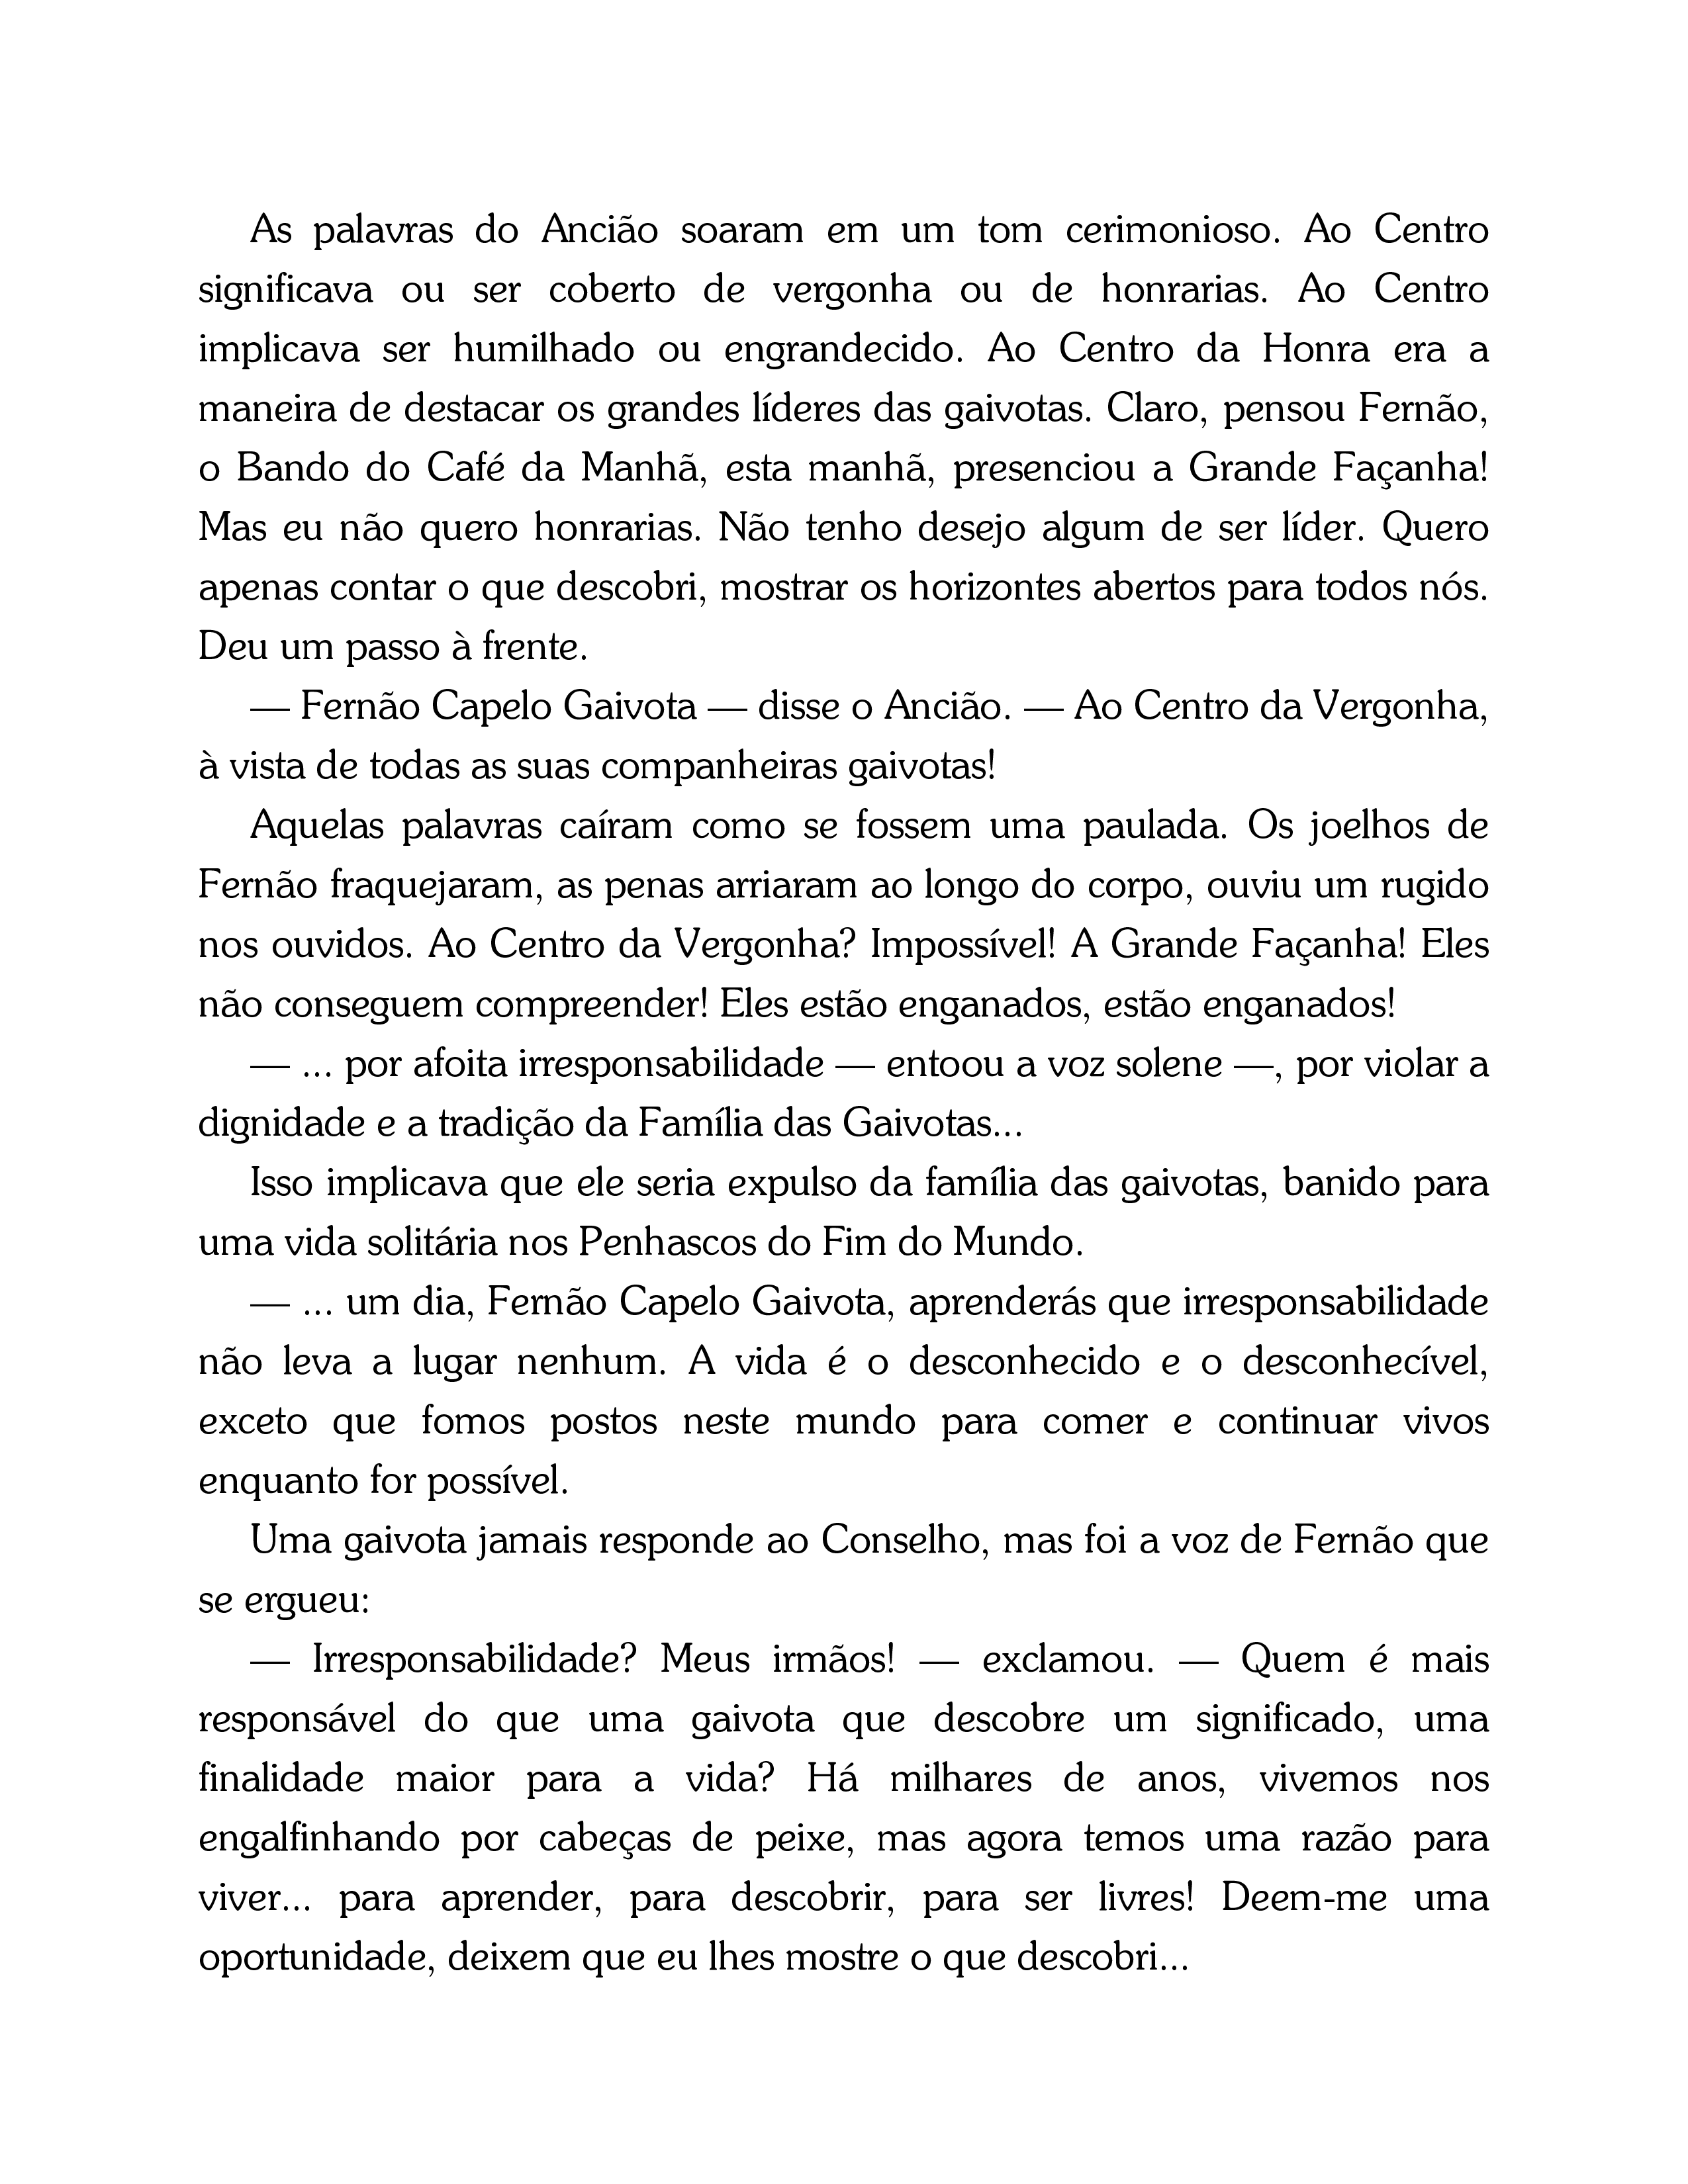 As palavras do Ancião soaram em um tom cerimonioso. Ao Centro
significava ou ser coberto de vergonha ou de honrarias. Ao Centro
implicava ser humilhado ou engrandecido. Ao Centro da Honra era a
maneira de destacar os grandes líderes das gaivotas. Claro, pensou Fernão,
o Bando do Café da Manhã, esta manhã, presenciou a Grande Façanha!
Mas eu não quero honrarias. Não tenho desejo algum de ser líder. Quero
apenas contar o que descobri, mostrar os horizontes abertos para todos nós.
Deu um passo à frente.
— Fernão Capelo Gaivota — disse o Ancião. — Ao Centro da Vergonha,
à vista de todas as suas companheiras gaivotas!
Aquelas palavras caíram como se fossem uma paulada. Os joelhos de
Fernão fraquejaram, as penas arriaram ao longo do corpo, ouviu um rugido
nos ouvidos. Ao Centro da Vergonha? Impossível! A Grande Façanha! Eles
não conseguem compreender! Eles estão enganados, estão enganados!
— ... por afoita irresponsabilidade — entoou a voz solene —, por violar a
dignidade e a tradição da Família das Gaivotas...
Isso implicava que ele seria expulso da família das gaivotas, banido para
uma vida solitária nos Penhascos do Fim do Mundo.
— ... um dia, Fernão Capelo Gaivota, aprenderás que irresponsabilidade
não leva a lugar nenhum. A vida é o desconhecido e o desconhecível,
exceto que fomos postos neste mundo para comer e continuar vivos
enquanto for possível.
Uma gaivota jamais responde ao Conselho, mas foi a voz de Fernão que
se ergueu:
— Irresponsabilidade? Meus irmãos! — exclamou. — Quem é mais
responsável do que uma gaivota que descobre um significado, uma
finalidade maior para a vida? Há milhares de anos, vivemos nos
engalfinhando por cabeças de peixe, mas agora temos uma razão para
viver... para aprender, para descobrir, para ser livres! Deem-me uma
oportunidade, deixem que eu lhes mostre o que descobri...